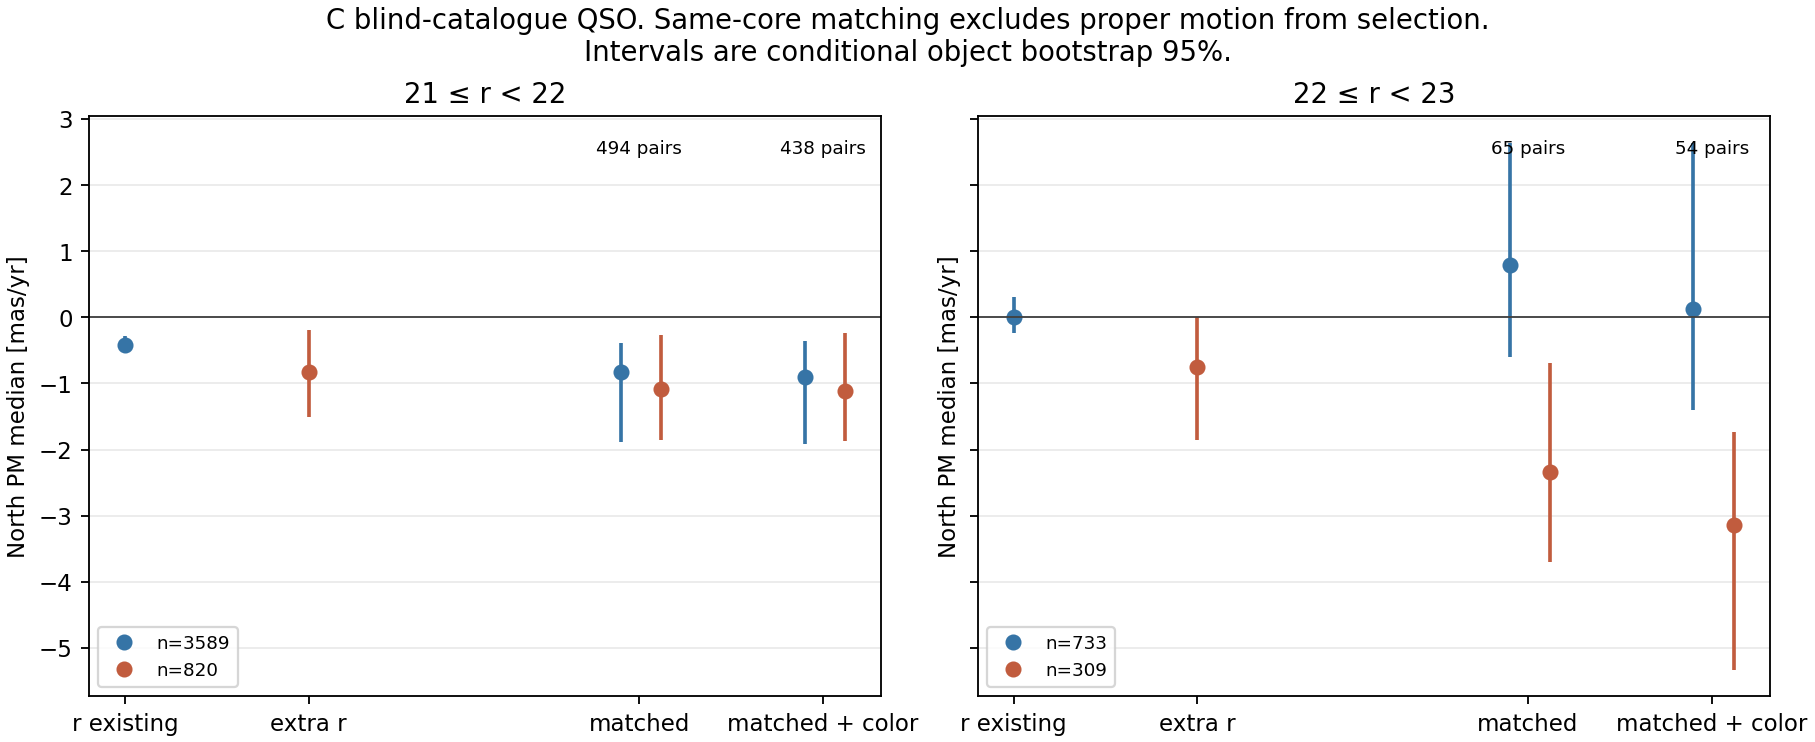 C blind-catalogue QSO. Same-core matching excludes proper motion from selection.
Intervals are conditional object bootstrap 95%.
21 ≤ r < 22
North PM median [mas/yr]
3
2
1
0
−1
−2
−3
−4
−5
494 pairs
438 pairs
n=3589
n=820
r existing
extra r
matched
matched + color
22 ≤ r < 23
North PM median [mas/yr]
65 pairs
54 pairs
n=733
n=309
r existing
extra r
matched
matched + color